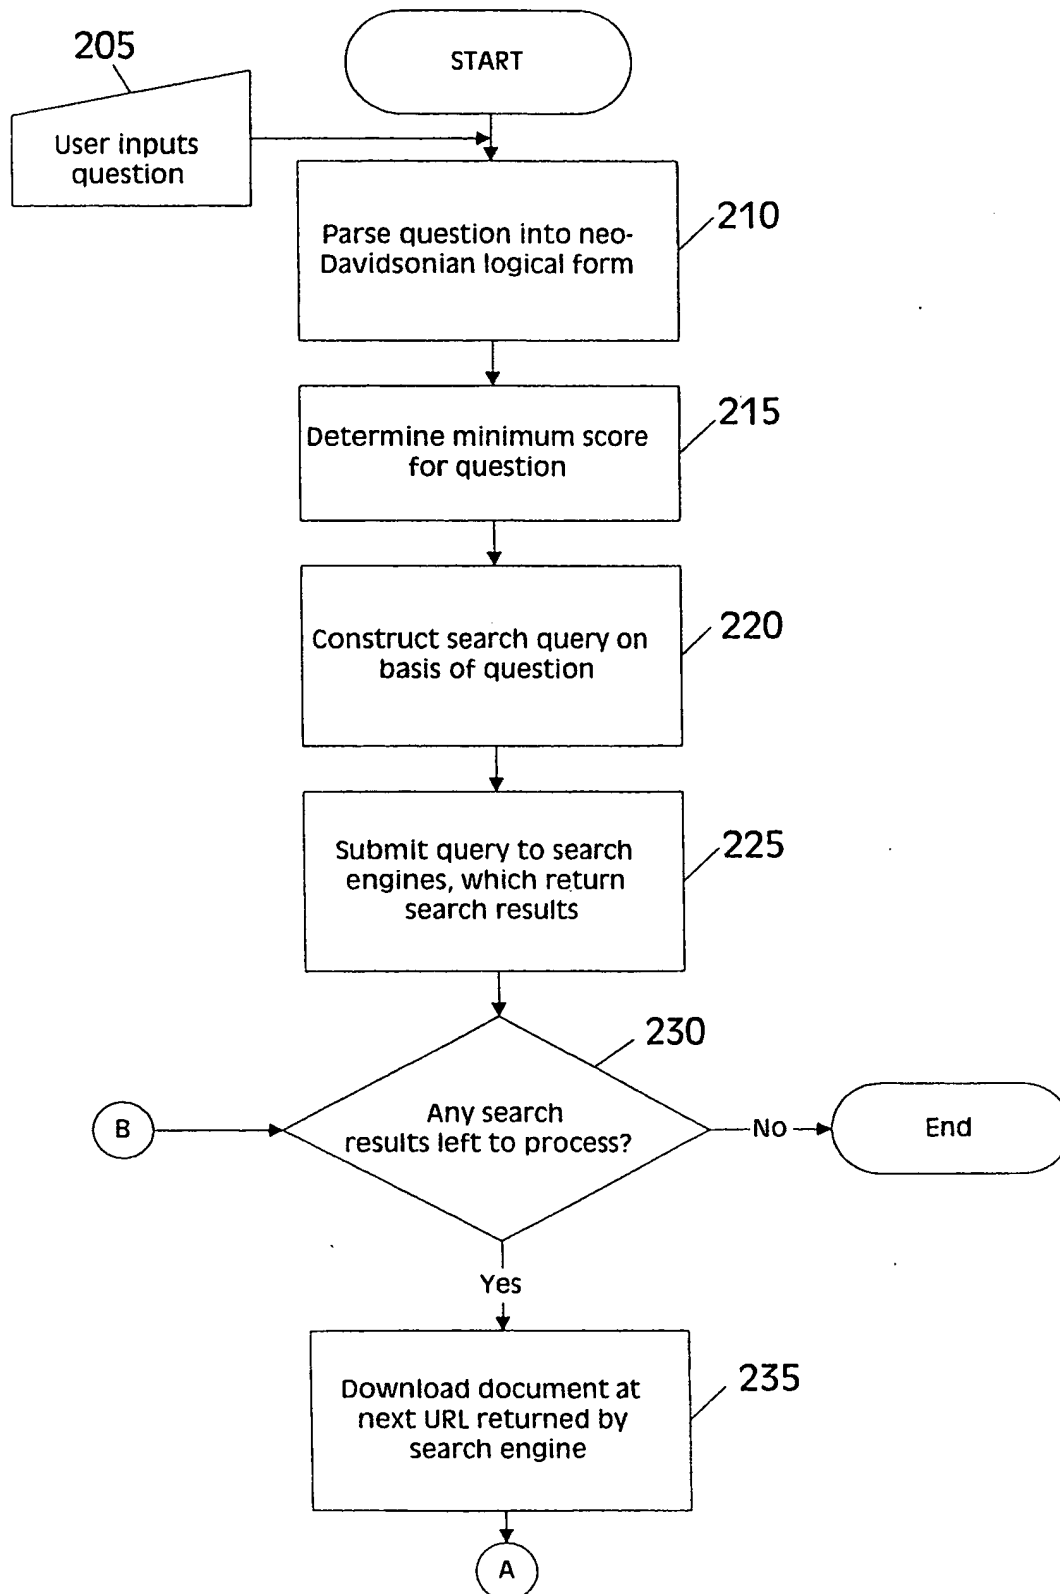 START
205
User inputs
question
210
Parse question into neo-
Davidsonian logical form
215
Determine minimum score
for question
220
Construct search query on
basis of question
225
Submit query to search
engines, which return
search results
230
B
Any search
results left to process?
No
End
Yes
235
Download document at
next URL returned by
search engine
A